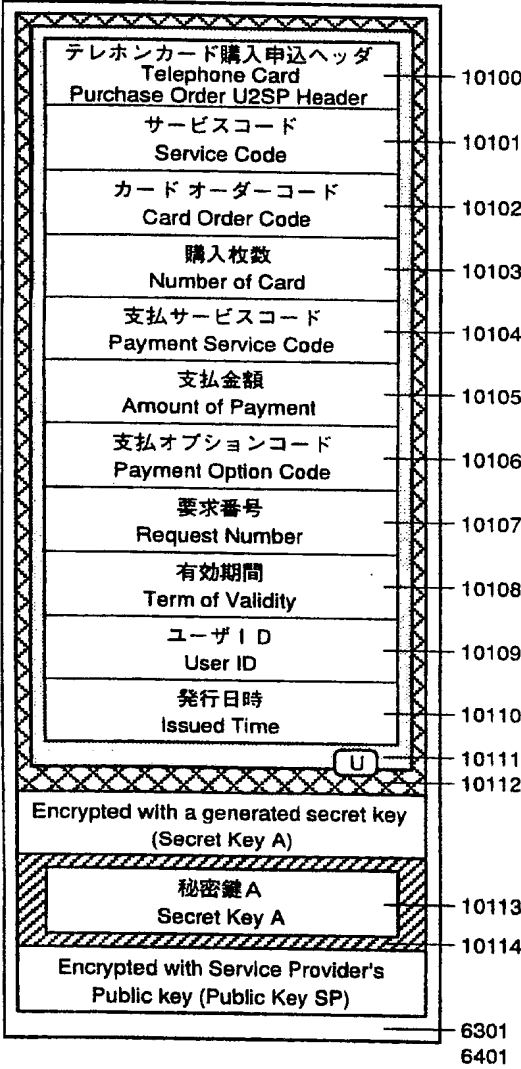 テレホンカード購入申込ヘッダ
Telephone Card
Purchase Order U2SP Header
10100
サービスコード
Service Code
10101
カード オーダーコード
Card Order Code
10102
購入枚数
Number of Card
10103
支払サービスコード
Payment Service Code
10104
支払金額
Amount of Payment
10105
支払オプションコード
Payment Option Code
10106
要求番号
Request Number
10107
有効期間
Term of Validity
10108
ユーザID
User ID
10109
発行日時
Issued Time
10110
U
10111
10112
Encrypted with a generated secret key
(Secret Key A)
秘密鍵A
Secret Key A
10113
10114
Encrypted with Service Provider's
Public key (Public Key SP)
6301
6401